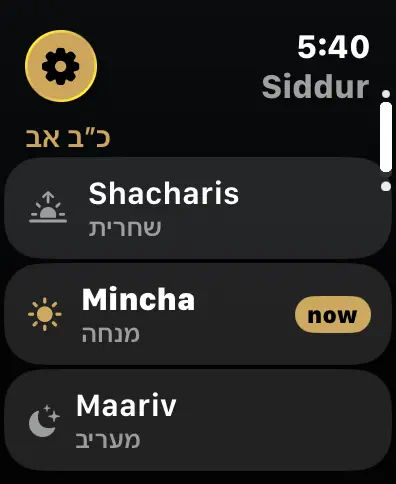 5:40
Siddur
כ״ב אב
Shacharis
שחרית
Mincha
מנחה
now
Maariv
מעריב